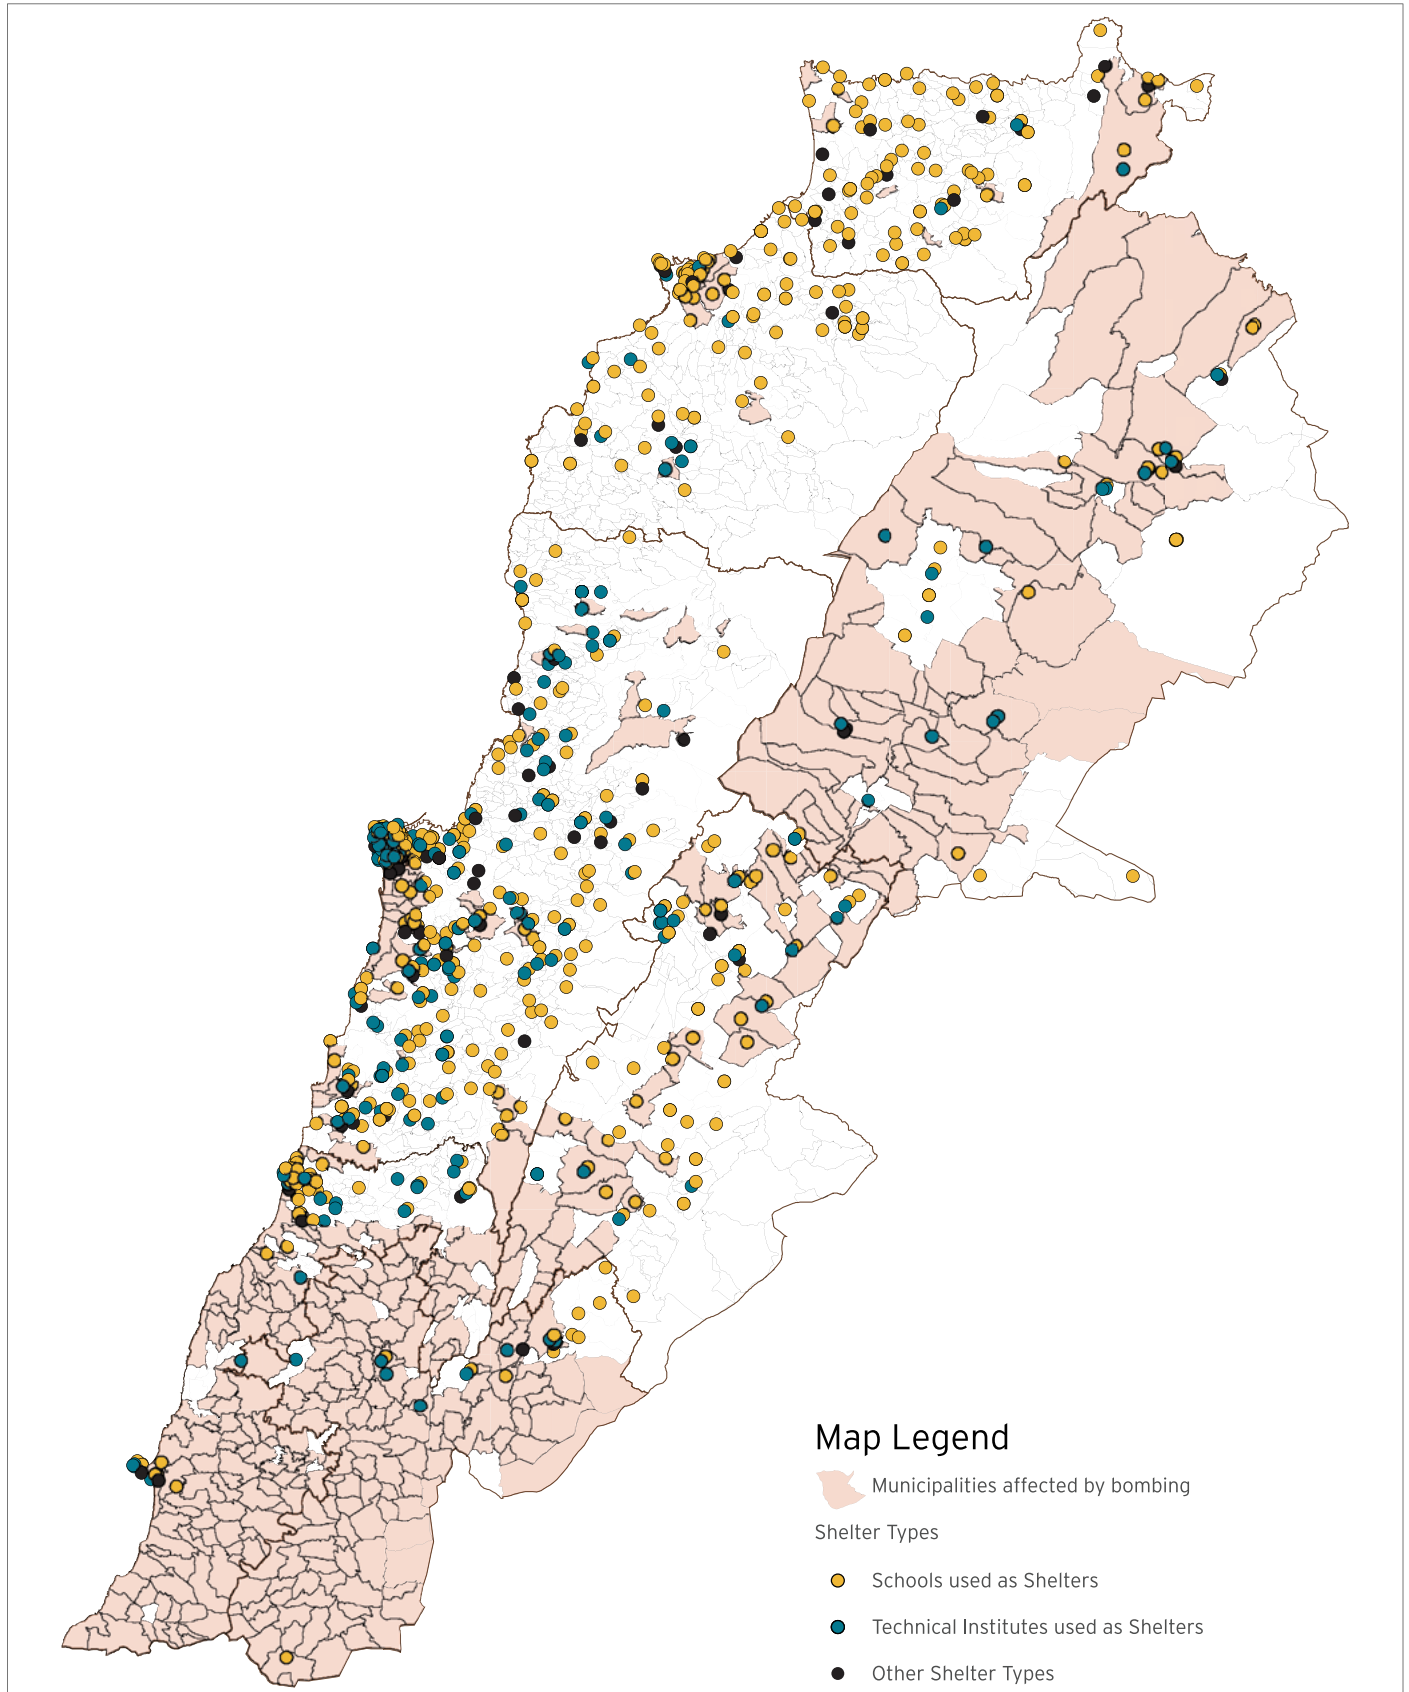 Map Legend
Municipalities affected by bombing
Shelter Types
Schools used as Shelters
Technical Institutes used as Shelters
Other Shelter Types